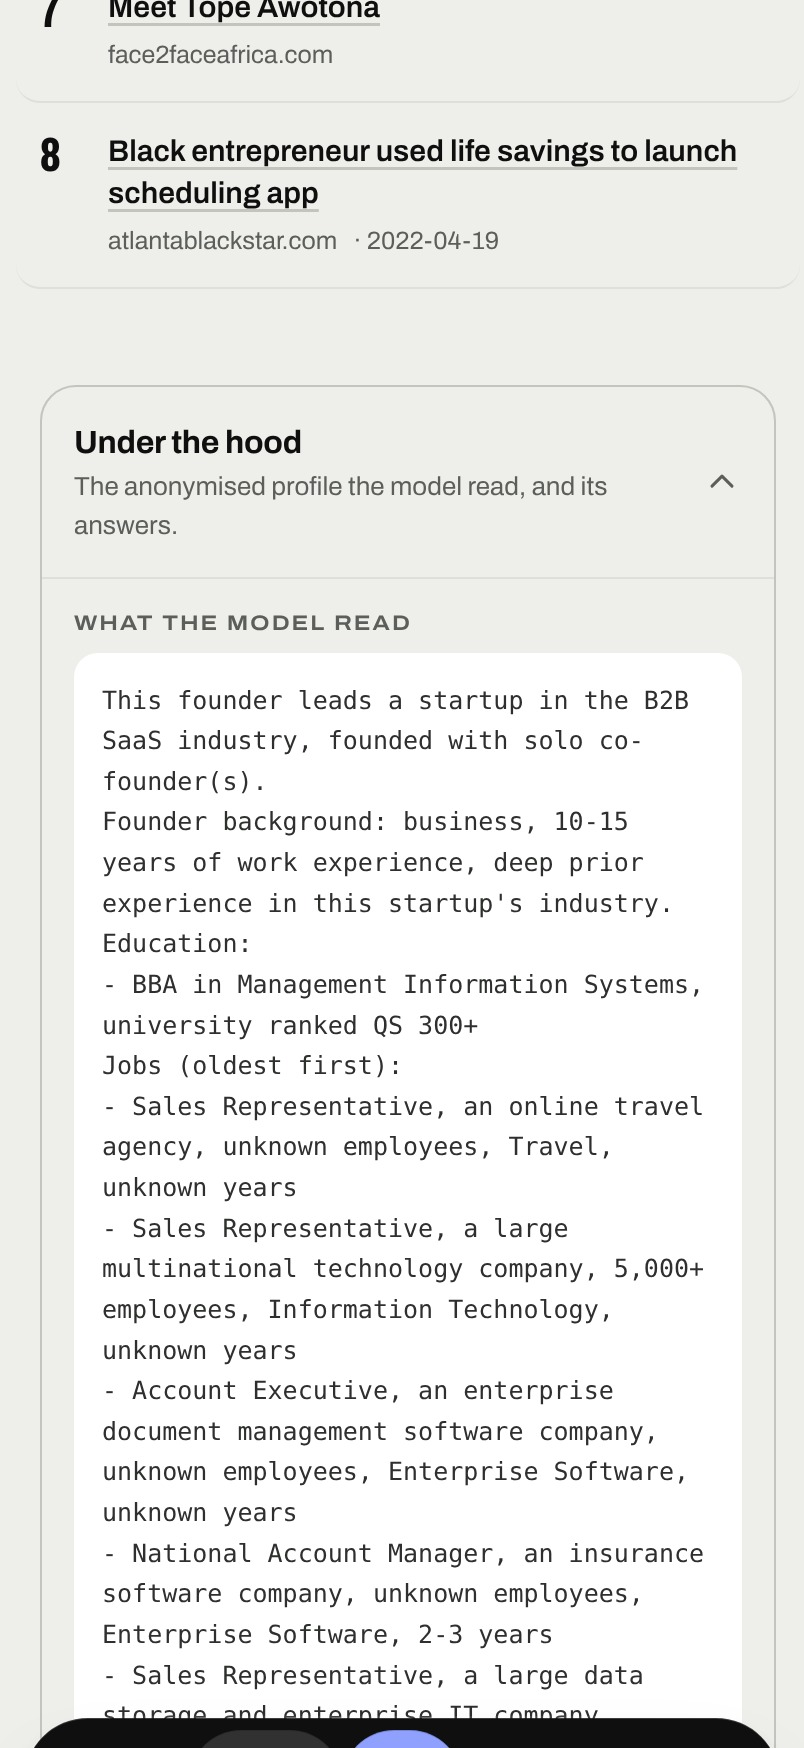 7 Meet Tope Awotona
face2faceafrica.com
8 Black entrepreneur used life savings to launch
scheduling app
atlantablackstar.com · 2022-04-19
Under the hood
The anonymised profile the model read, and its
answers.
WHAT THE MODEL READ
This founder leads a startup in the B2B
SaaS industry, founded with solo co-
founder(s).
Founder background: business, 10-15
years of work experience, deep prior
experience in this startup's industry.
Education:
- BBA in Management Information Systems,
university ranked QS 300+
Jobs (oldest first):
- Sales Representative, an online travel
agency, unknown employees, Travel,
unknown years
- Sales Representative, a large
multinational technology company, 5,000+
employees, Information Technology,
unknown years
- Account Executive, an enterprise
document management software company,
unknown employees, Enterprise Software,
unknown years
- National Account Manager, an insurance
software company, unknown employees,
Enterprise Software, 2-3 years
- Sales Representative, a large data
storage and enterprise IT company